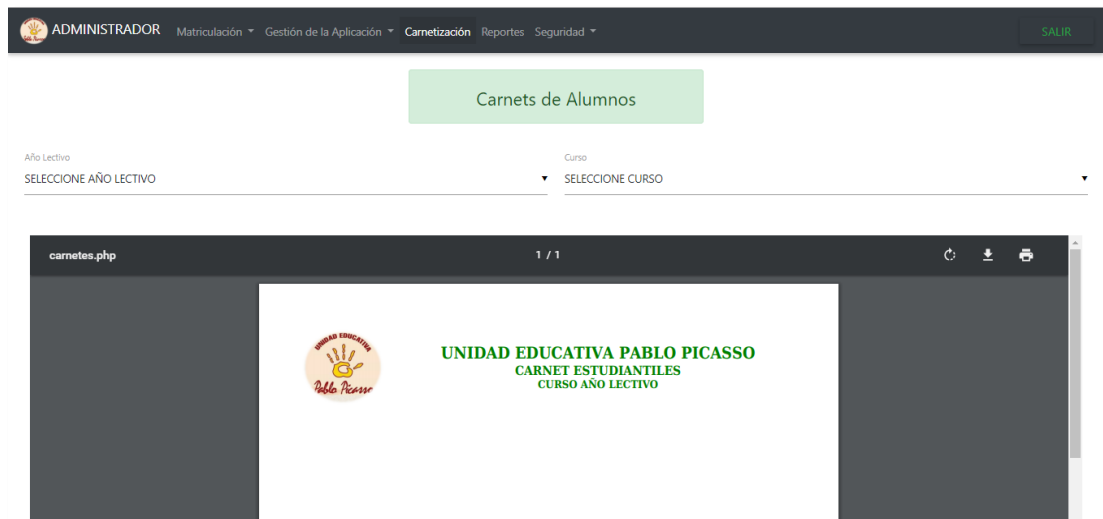 ADMINISTRADOR Matriculación Gestión de la Aplicación Carnetización Reportes Seguridad SALIR
Carnets de Alumnos
Año Lectivo Curso
SELECCIONE AÑO LECTIVO SELECCIONE CURSO
carnetes.php 1 / 1
UNIDAD EDUCATIVA
Pablo Picasso
UNIDAD EDUCATIVA PABLO PICASSO
CARNET ESTUDIANTILES
CURSO AÑO LECTIVO